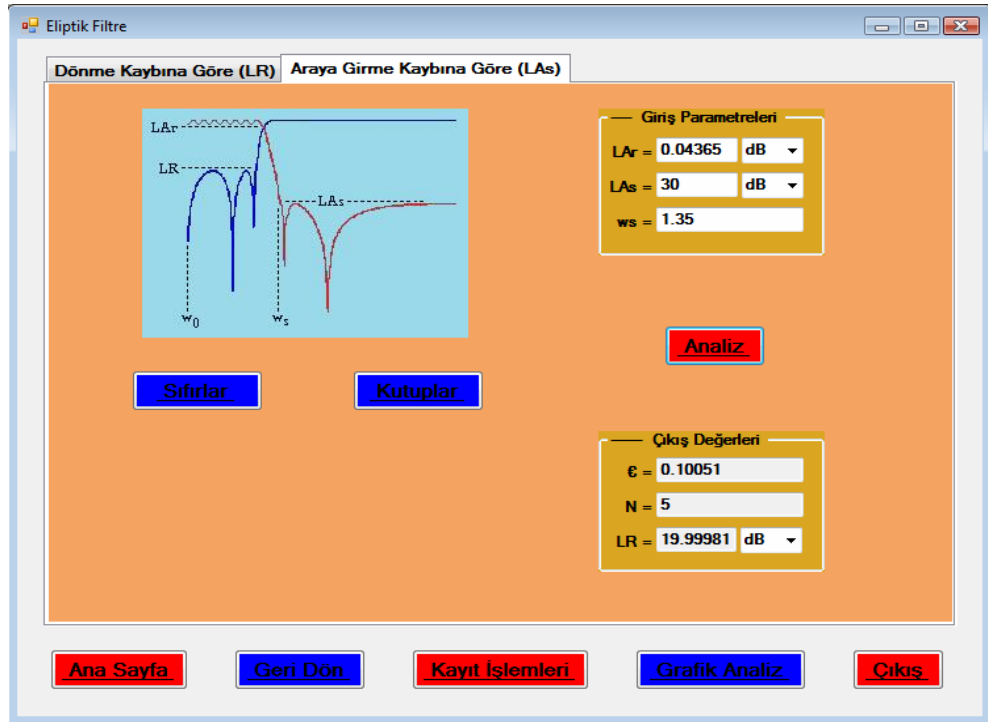 Eliptik Filtre
Dönme Kaybına Göre (LR)
Araya Girme Kaybına Göre (LAs)
LAr
LR
LAs
w0
ws
Giriş Parametreleri
LAr = 0.04365 dB
LAs = 30 dB
ws = 1.35
Analiz
Sıfırlar
Kutuplar
Çıkış Değerleri
€ = 0.10051
N = 5
LR = 19.99981 dB
Ana Sayfa
Geri Dön
Kayıt İşlemleri
Grafik Analiz
Çıkış